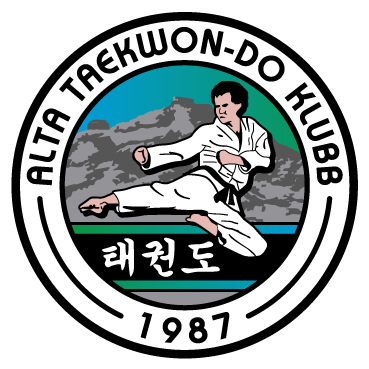 ALTA TAEKWON-DO KLUBB
태권도
1987